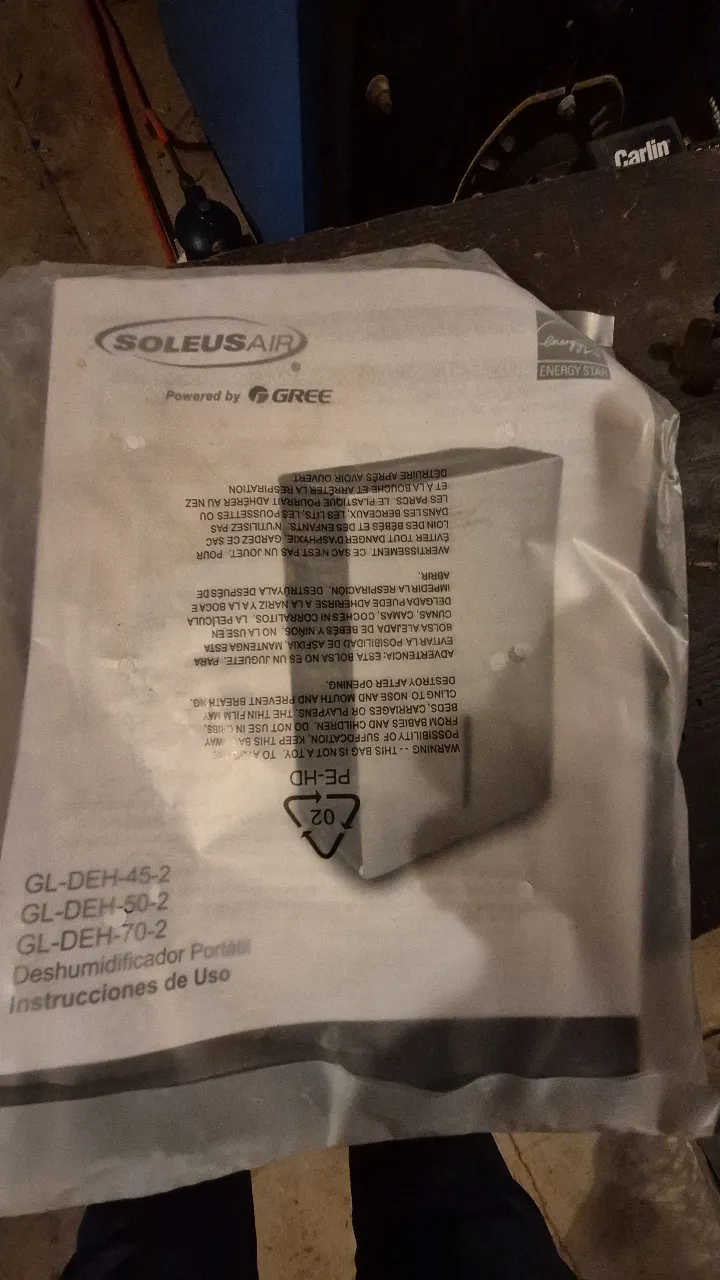 Carlin
SOLEUSAIR
Powered by GREE
energy
ENERGY STAR
02
PE-HD
WARNING -- THIS BAG IS NOT A TOY. TO
POSSIBILITY OF SUFFOCATION, KEEP THIS BAG AWAY
FROM BABIES AND CHILDREN. DO NOT USE IN CRIBS,
BEDS, CARRIAGES OR PLAYPENS. THE THIN FILM MAY
CLING TO NOSE AND MOUTH AND PREVENT BREATHING.
DESTROY AFTER OPENING.
ADVERTENCIA: ESTA BOLSA NO ES UN JUGUETE. PARA
EVITAR LA POSIBILIDAD DE ASFIXIA, MANTENGA ESTA
BOLSA ALEJADA DE BEBÉS Y NIÑOS. NO LA USE EN
CUNAS, CAMAS, COCHES NI CORRALITOS. LA PELÍCULA
DELGADA PUEDE ADHERIRSE A LA NARIZ Y A LA BOCA E
IMPEDIR LA RESPIRACIÓN. DESTRÚYALA DESPUÉS DE
ABRIR.
AVERTISSEMENT. CE SAC N'EST PAS UN JOUET. POUR
ÉVITER TOUT DANGER D'ASPHYXIE, GARDEZ CE SAC
LOIN DES BÉBÉS ET DES ENFANTS. N'UTILISEZ PAS
DANS LES BERCEAUX, LES LITS, LES POUSSETTES OU
LES PARCS. LE PLASTIQUE POURRAIT ADHÉRER AU NEZ
ET À LA BOUCHE ET ARRÊTER LA RESPIRATION
DÉTRUIRE APRÈS AVOIR OUVERT.
GL-DEH-45-2
GL-DEH-50-2
GL-DEH-70-2
Deshumidificador Portátil
Instrucciones de Uso